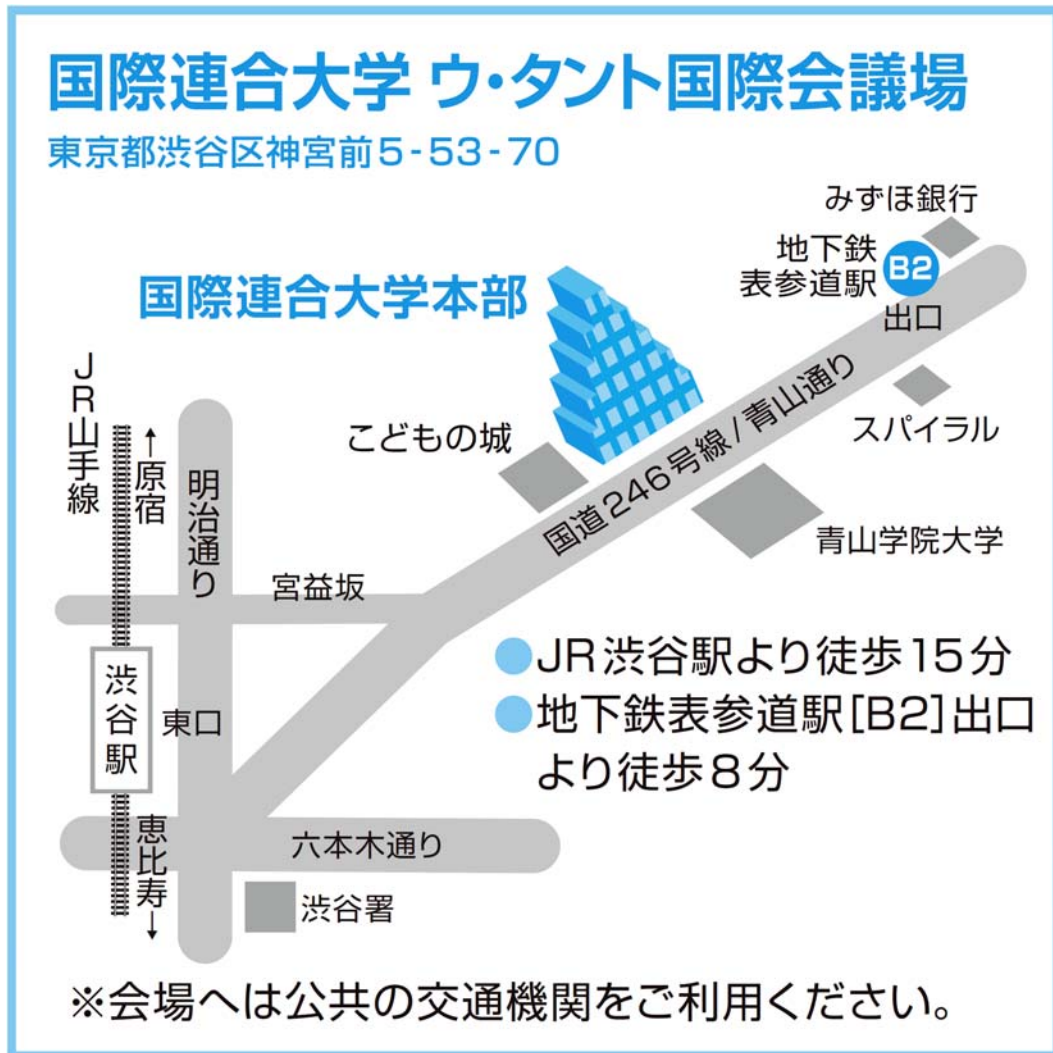 国際連合大学 ウ・タント国際会議場
東京都渋谷区神宮前5-53-70
みずほ銀行
地下鉄
表参道駅
B2
出口
国際連合大学本部
スパイラル
国道246号線/青山通り
こどもの城
青山学院大学
JR山手線
←原宿
明治通り
宮益坂
渋谷駅
東口
●JR渋谷駅より徒歩15分
●地下鉄表参道駅[B2]出口
より徒歩8分
恵比寿→
六本木通り
渋谷署
※会場へは公共の交通機関をご利用ください。